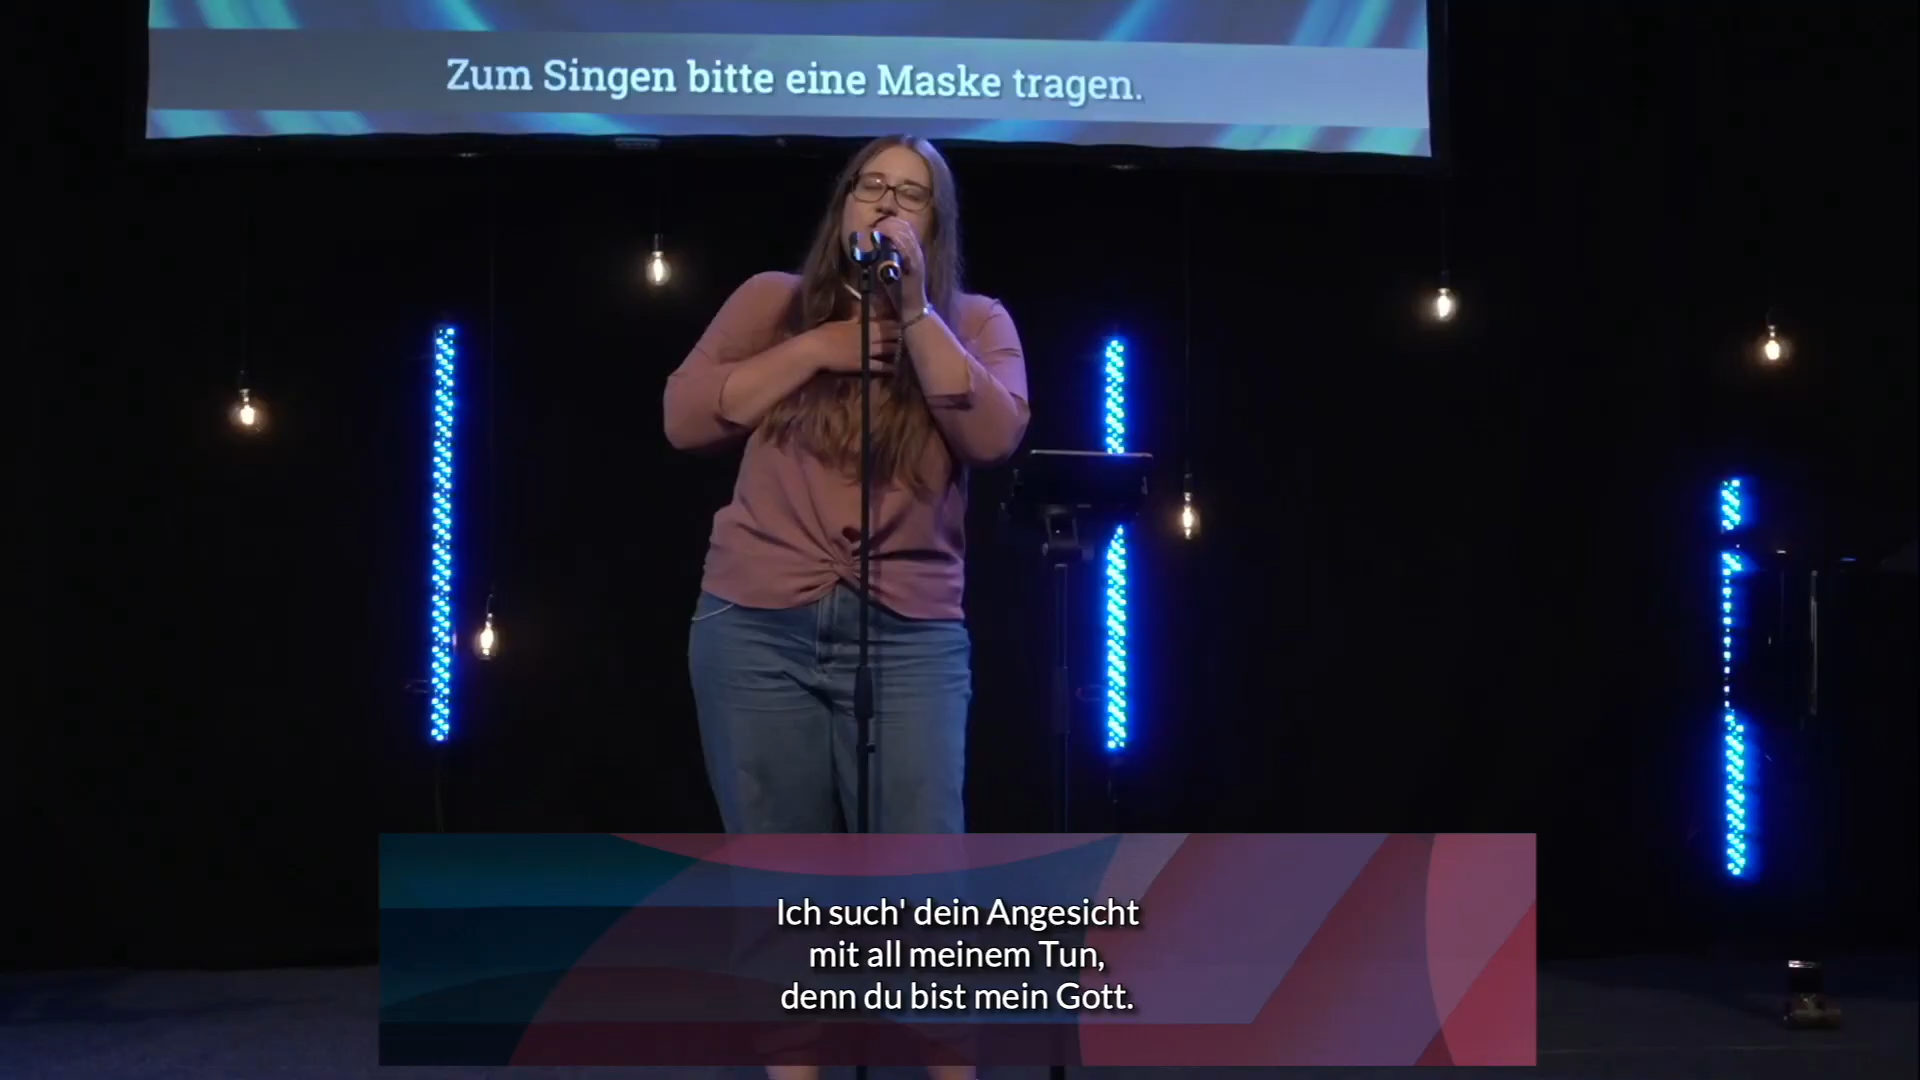 Zum Singen bitte eine Maske tragen.
Ich such' dein Angesicht
mit all meinem Tun,
denn du bist mein Gott.